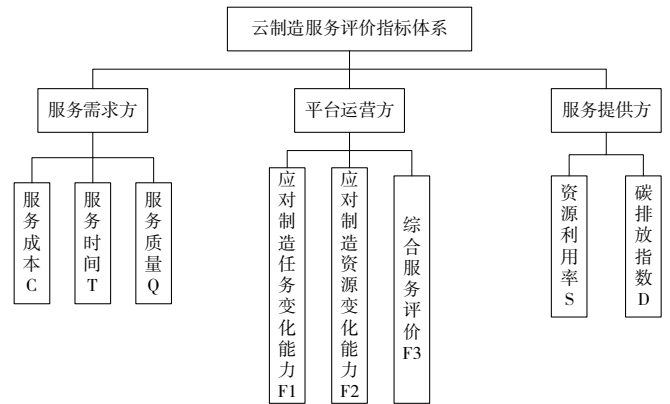 云制造服务评价指标体系
服务需求方
平台运营方
服务提供方
服务成本C
服务时间T
服务质量Q
应对制造任务变化能力F1
应对制造资源变化能力F2
综合服务评价F3
资源利用率S
碳排放指数D